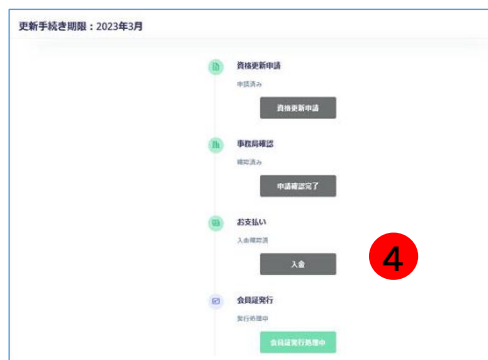 更新手続き期限：2023年3月
資格更新申請
申請済み
資格更新申請
事務局確認
確認済み
申請確認完了
お支払い
入金確認済
入金
4
会員証発行
発行処理中
会員証発行処理中